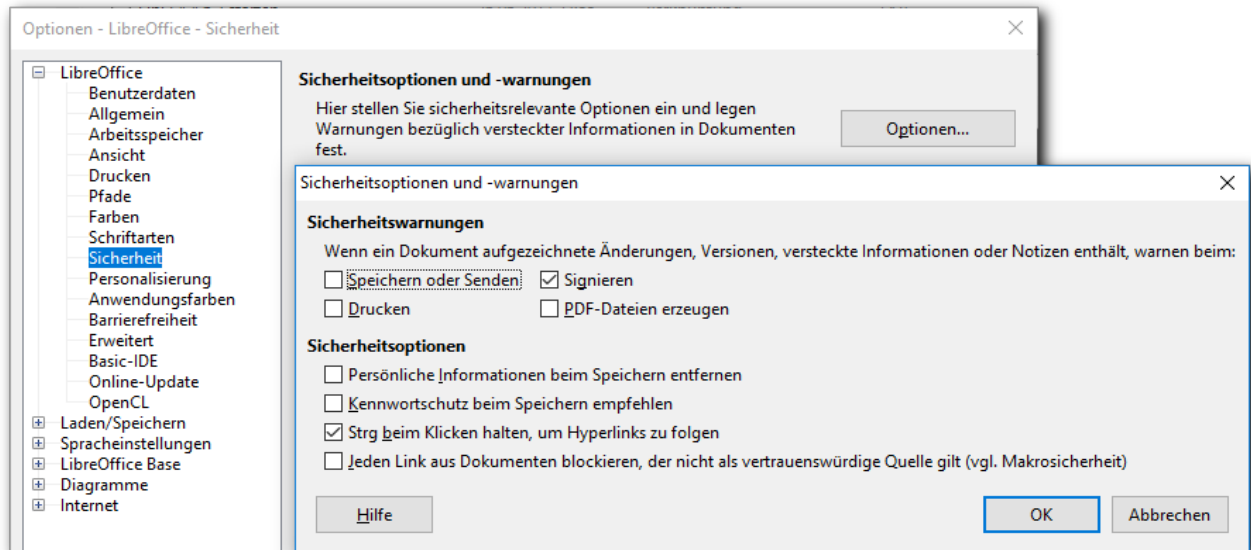 Optionen - LibreOffice - Sicherheit
LibreOffice
Benutzerdaten
Allgemein
Arbeitsspeicher
Ansicht
Drucken
Pfade
Farben
Schriftarten
Sicherheit
Personalisierung
Anwendungsfarben
Barrierefreiheit
Erweitert
Basic-IDE
Online-Update
OpenCL
Laden/Speichern
Spracheinstellungen
LibreOffice Base
Diagramme
Internet
Sicherheitsoptionen und -warnungen
Hier stellen Sie sicherheitsrelevante Optionen ein und legen
Warnungen bezüglich versteckter Informationen in Dokumenten
fest.
Optionen...
Sicherheitsoptionen und -warnungen
Sicherheitswarnungen
Wenn ein Dokument aufgezeichnete Änderungen, Versionen, versteckte Informationen oder Notizen enthält, warnen beim:
Speichern oder Senden Signieren
Drucken PDF-Dateien erzeugen
Sicherheitsoptionen
Persönliche Informationen beim Speichern entfernen
Kennwortschutz beim Speichern empfehlen
Strg beim Klicken halten, um Hyperlinks zu folgen
Jeden Link aus Dokumenten blockieren, der nicht als vertrauenswürdige Quelle gilt (vgl. Makrosicherheit)
Hilfe OK Abbrechen